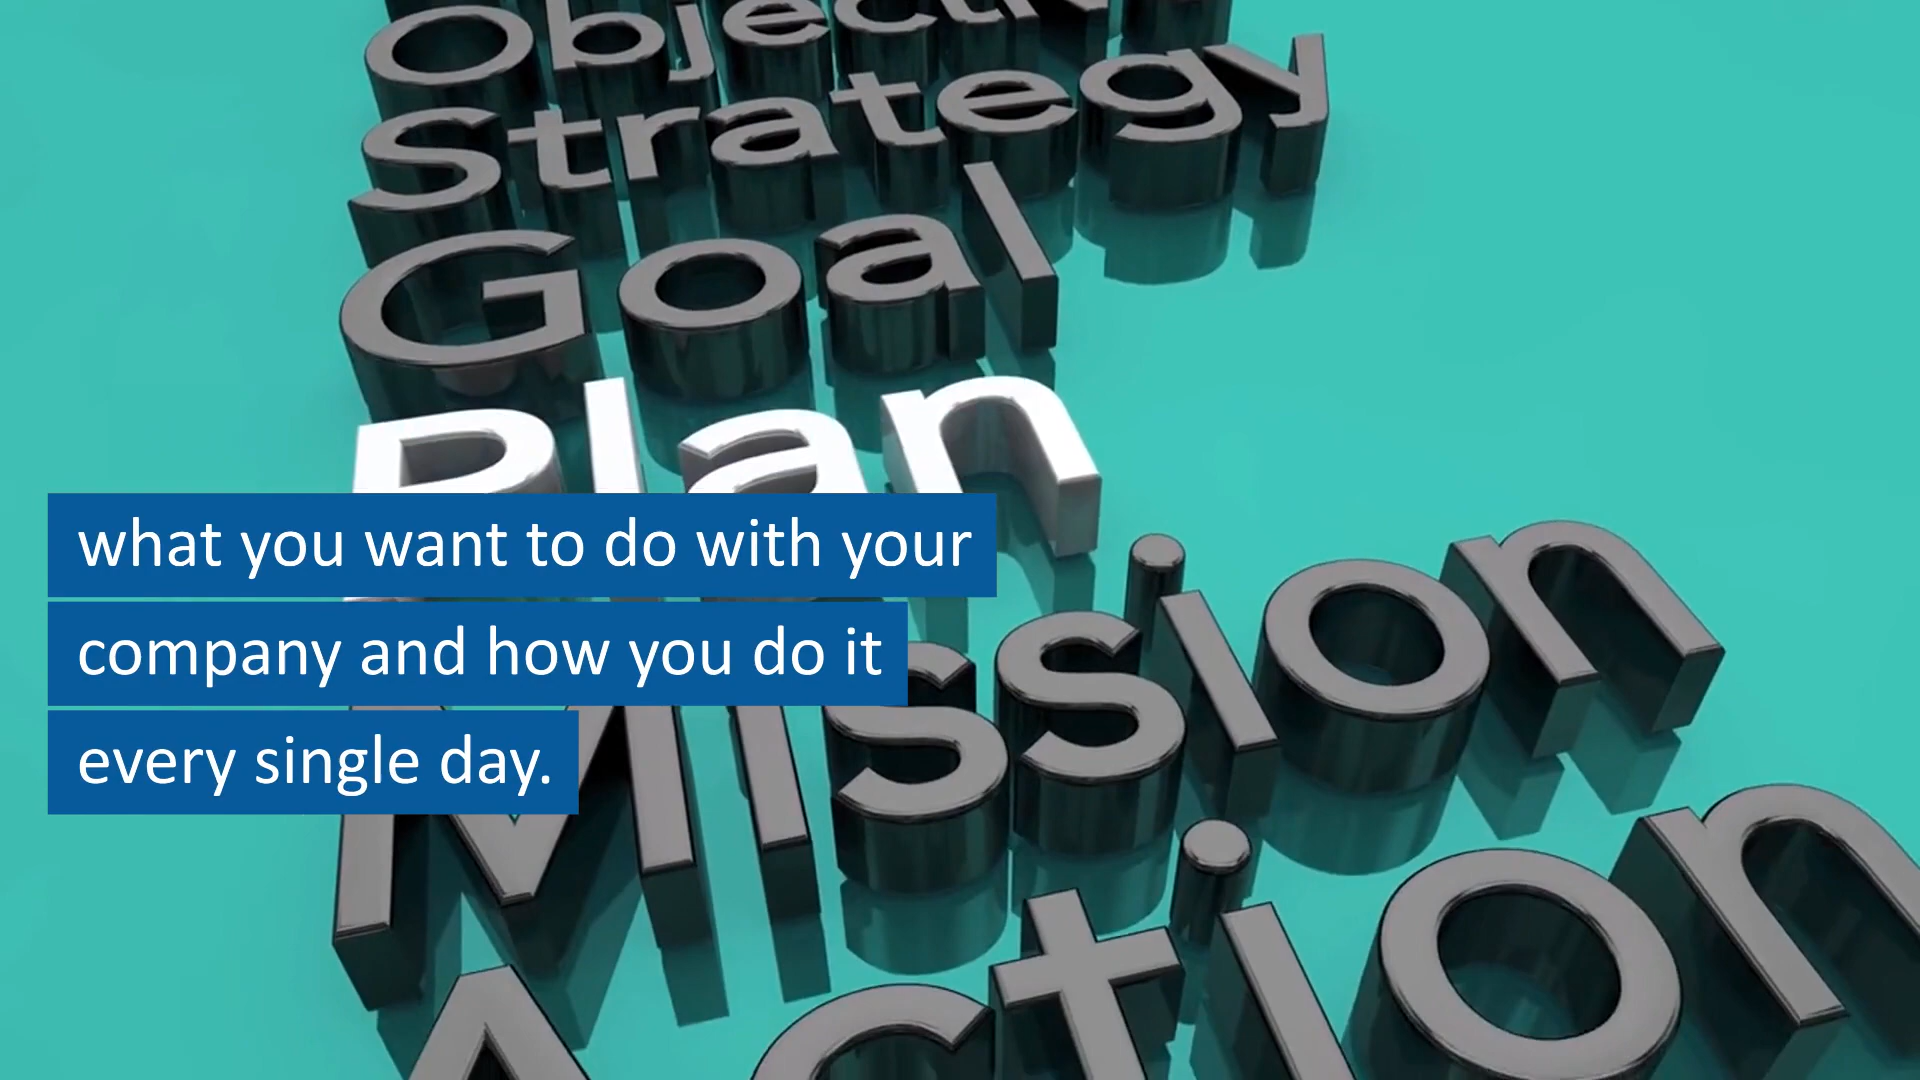 Objective
Strategy
Goal
Plan
what you want to do with your
company and how you do it
every single day.
Mission
Action